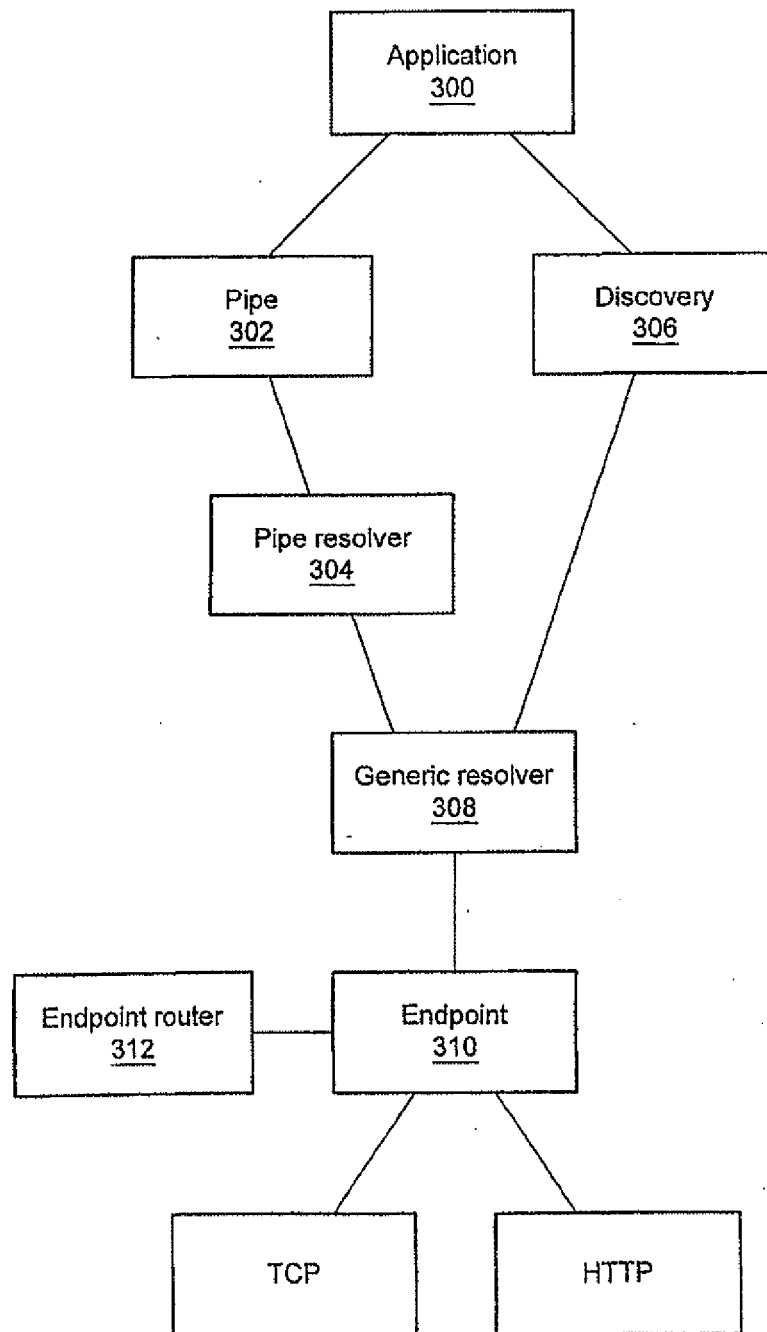 Application
300
Pipe
302
Discovery
306
Pipe resolver
304
Generic resolver
308
Endpoint router
312
Endpoint
310
TCP
HTTP